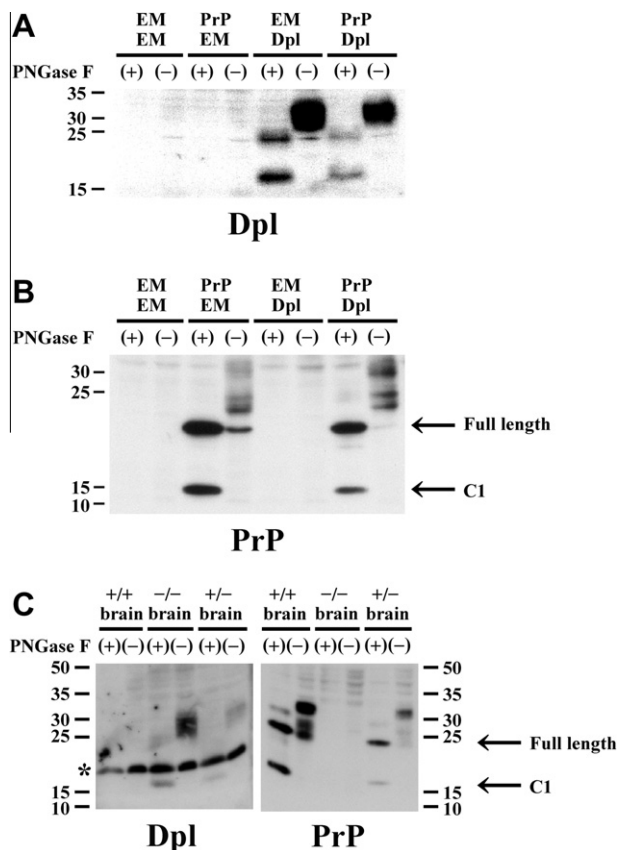 A
EM PrP EM PrP
EM EM Dpl Dpl
PNGase F (+) (−) (+) (−) (+) (−) (+) (−)
35
30
25
15
Dpl
B
EM PrP EM PrP
EM EM Dpl Dpl
PNGase F (+) (−) (+) (−) (+) (−) (+) (−)
30
25
Full length
15
C1
10
PrP
C
+/+ −/− +/− +/+ −/− +/−
brain brain brain brain brain brain
PNGase F (+)(−) (+)(−) (+)(−) (+)(−) (+)(−) (+)(−)
50 50
35 35
30 30
25 25
Full length
*
15 15
C1
10 10
Dpl PrP